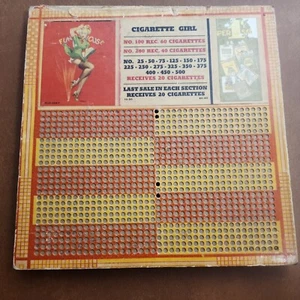 CIGARETTE GIRL
NO. 100 REC. 40 CIGARETTES
NO. 200 REC. 40 CIGARETTES
NO. 25 - 50 - 75 - 125 - 150 - 175
225 - 250 - 275 - 325 - 350 - 375
400 - 450 - 500
RECEIVES 20 CIGARETTES
LAST SALE IN EACH SECTION
RECEIVES 20 CIGARETTES